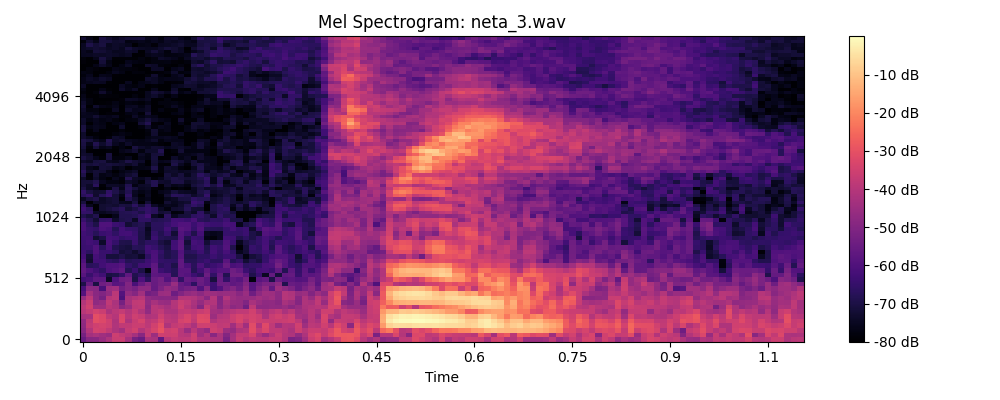 Mel Spectrogram: neta_3.wav
Hz
4096
2048
1024
512
0
0
0.15
0.3
0.45
0.6
0.75
0.9
1.1
Time
-10 dB
-20 dB
-30 dB
-40 dB
-50 dB
-60 dB
-70 dB
-80 dB